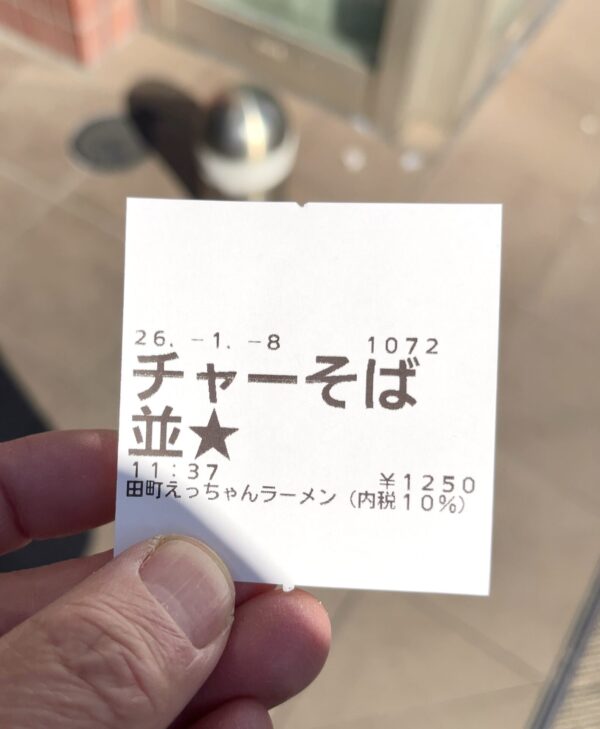 26.-1.-8 1072
チャーそば
並★
11:37 ¥1250
田町えっちゃんラーメン(内税10%)